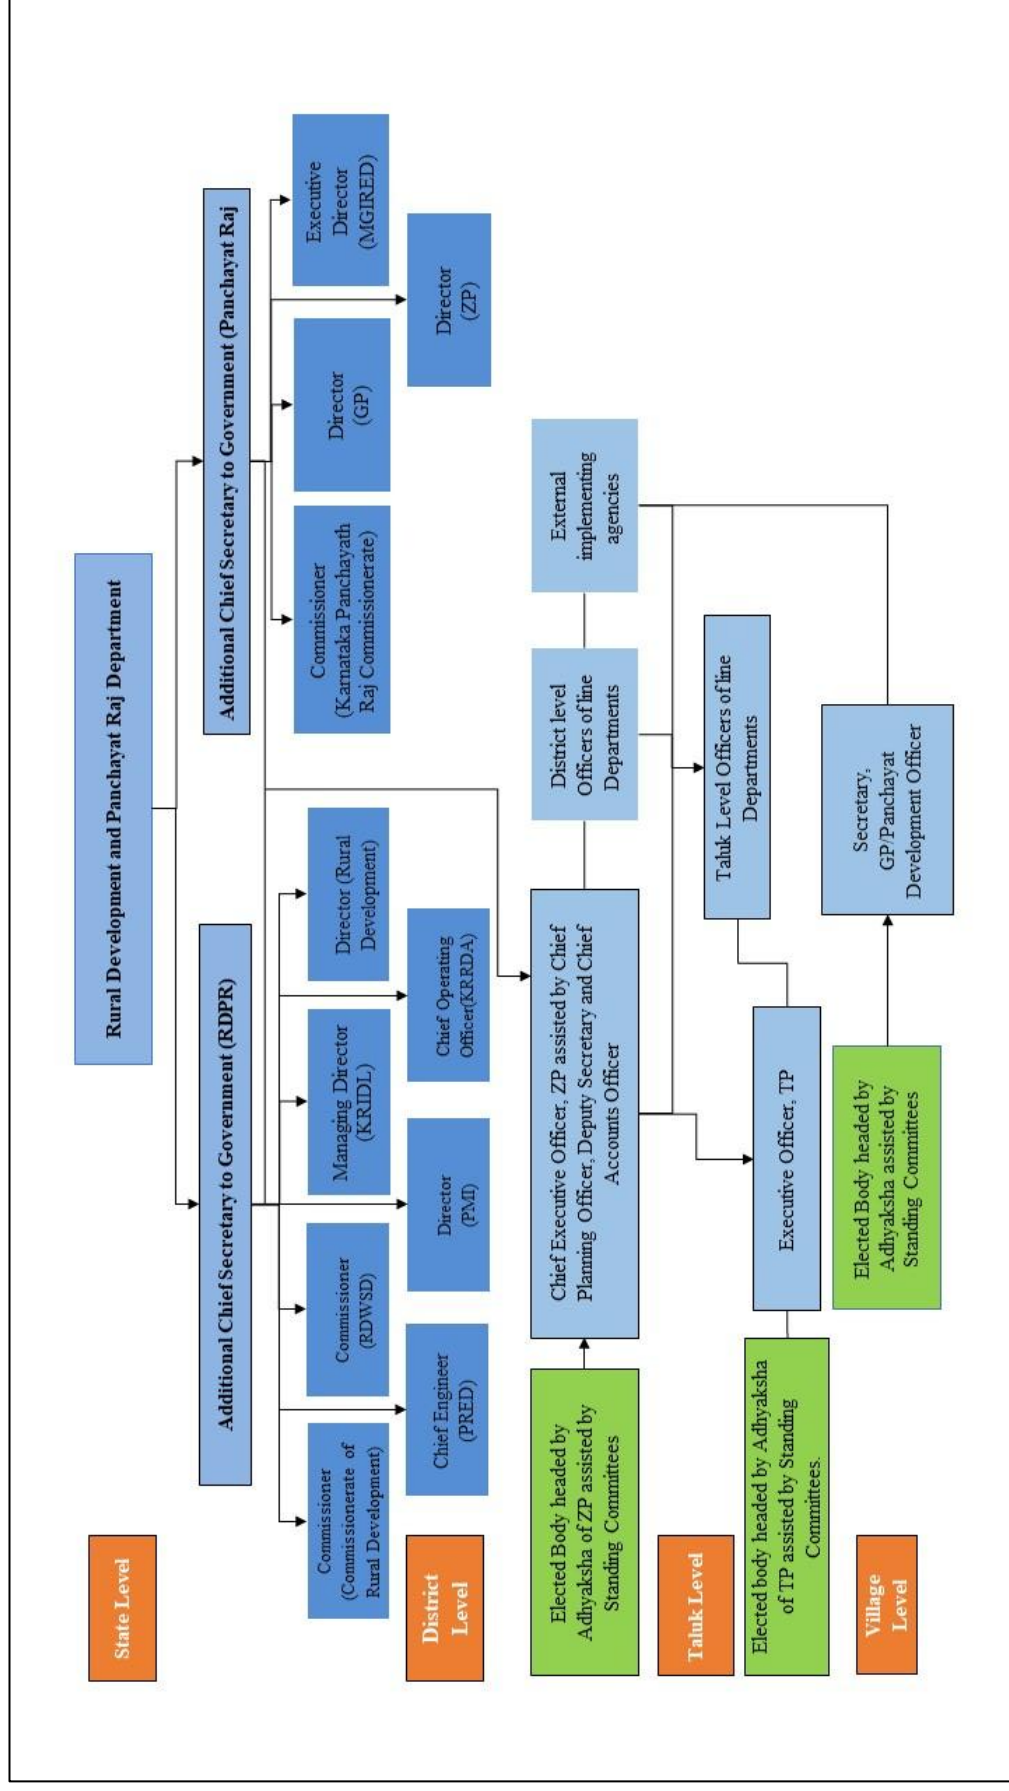 State Level
Rural Development and Panchayat Raj Department
Additional Chief Secretary to Government (RDPR)
Additional Chief Secretary to Government (Panchayat Raj
Commissioner
(Commissionerate of
Rural Development)
Commissioner
(RDWSD)
Managing Director
(KRIDL)
Director (Rural
Development)
Commissioner
(Karnataka Panchayath
Raj Commissionerate)
Director
(GP)
Executive
Director
(MGIRED)
District
Level
Chief Engineer
(PRED)
Director
(PMI)
Chief Operating
Officer(KRRDA)
Director
(ZP)
Elected Body headed by
Adhyaksha of ZP assisted by
Standing Committees
Chief Executive Officer, ZP assisted by Chief
Planning Officer, Deputy Secretary and Chief
Accounts Officer
District level
Officers of line
Departments
External
implementing
agencies
Taluk Level
Taluk Level Officers of line
Departments
Elected body headed by Adhyaksha
of TP assisted by Standing
Committees.
Executive Officer, TP
Village
Level
Elected Body headed by
Adhyaksha assisted by
Standing Committees
Secretary,
GP/Panchayat
Development Officer